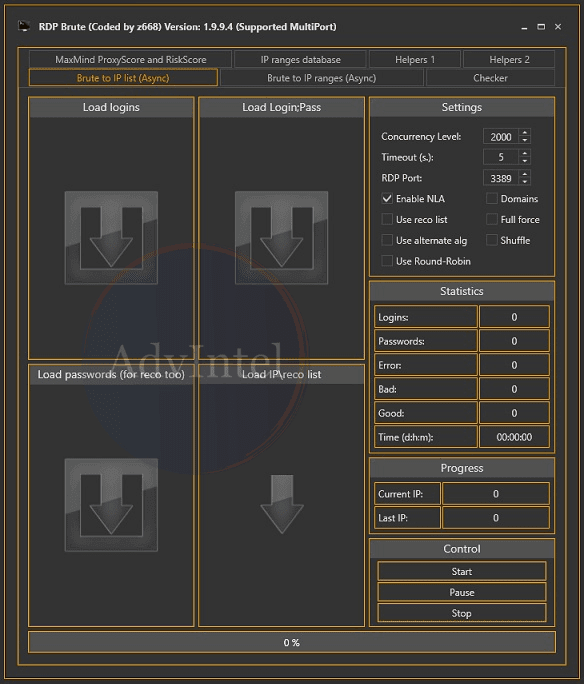 RDP Brute (Coded by z668) Version: 1.9.9.4 (Supported MultiPort)
MaxMind ProxyScore and RiskScore IP ranges database Helpers 1 Helpers 2
Brute to IP list (Async) Brute to IP ranges (Async) Checker
Load logins Load Login;Pass Settings
Concurrency Level: 2000
Timeout (s.): 5
RDP Port: 3389
Enable NLA Domains
Use reco list Full force
Use alternate alg Shuffle
Use Round-Robin
Statistics
Logins: 0
Passwords: 0
Error: 0
AdvIntel
Load passwords (for reco too) Load IP\reco list
Bad: 0
Good: 0
Time (d:h:m): 00:00:00
Progress
Current IP: 0
Last IP: 0
Control
Start
Pause
Stop
0 %